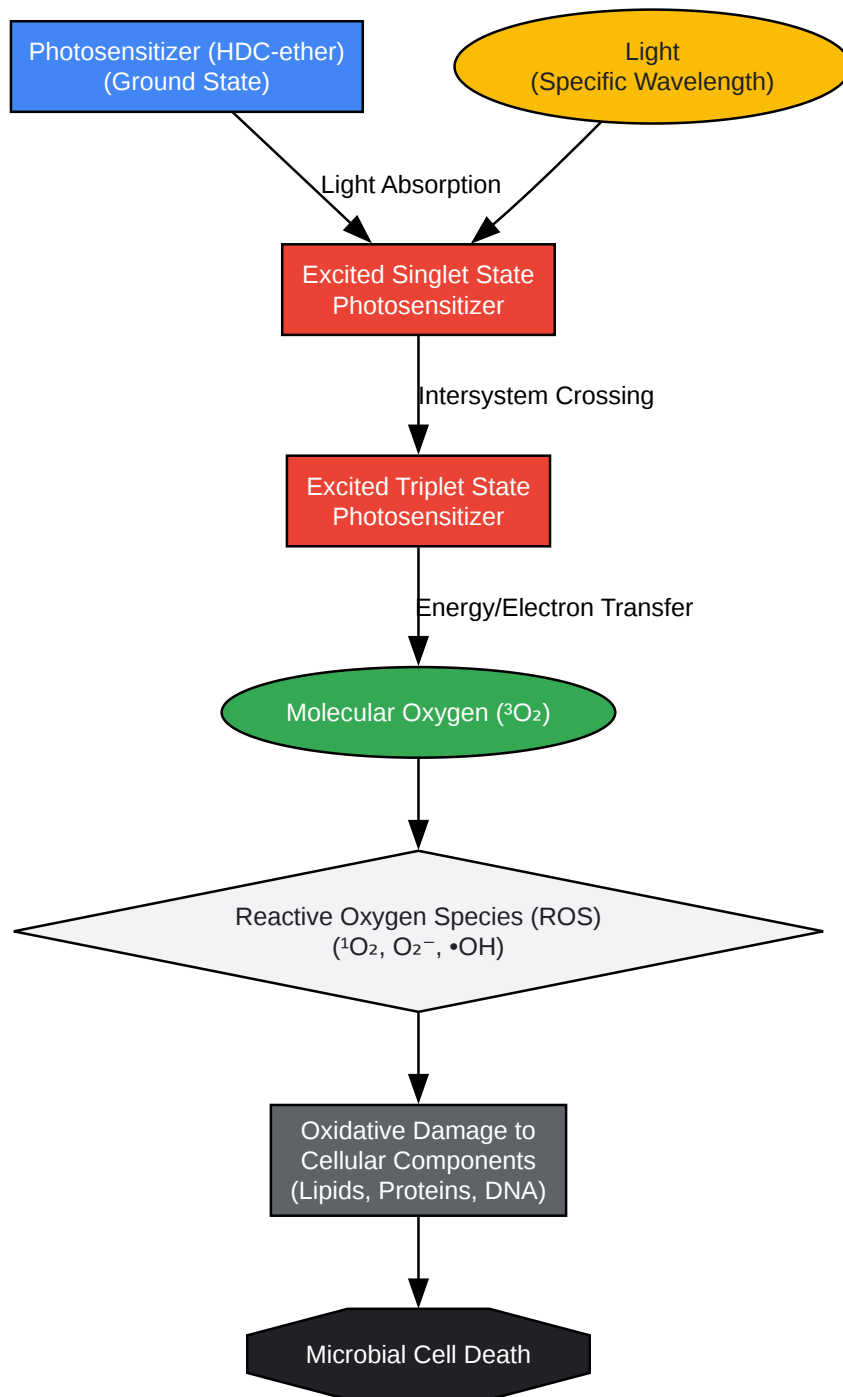 Photosensitizer (HDC-ether)
(Ground State)
Light
(Specific Wavelength)
Light Absorption
Excited Singlet State
Photosensitizer
Intersystem Crossing
Excited Triplet State
Photosensitizer
Energy/Electron Transfer
Molecular Oxygen (³O₂)
Reactive Oxygen Species (ROS)
(¹O₂, O₂⁻, •OH)
Oxidative Damage to
Cellular Components
(Lipids, Proteins, DNA)
Microbial Cell Death